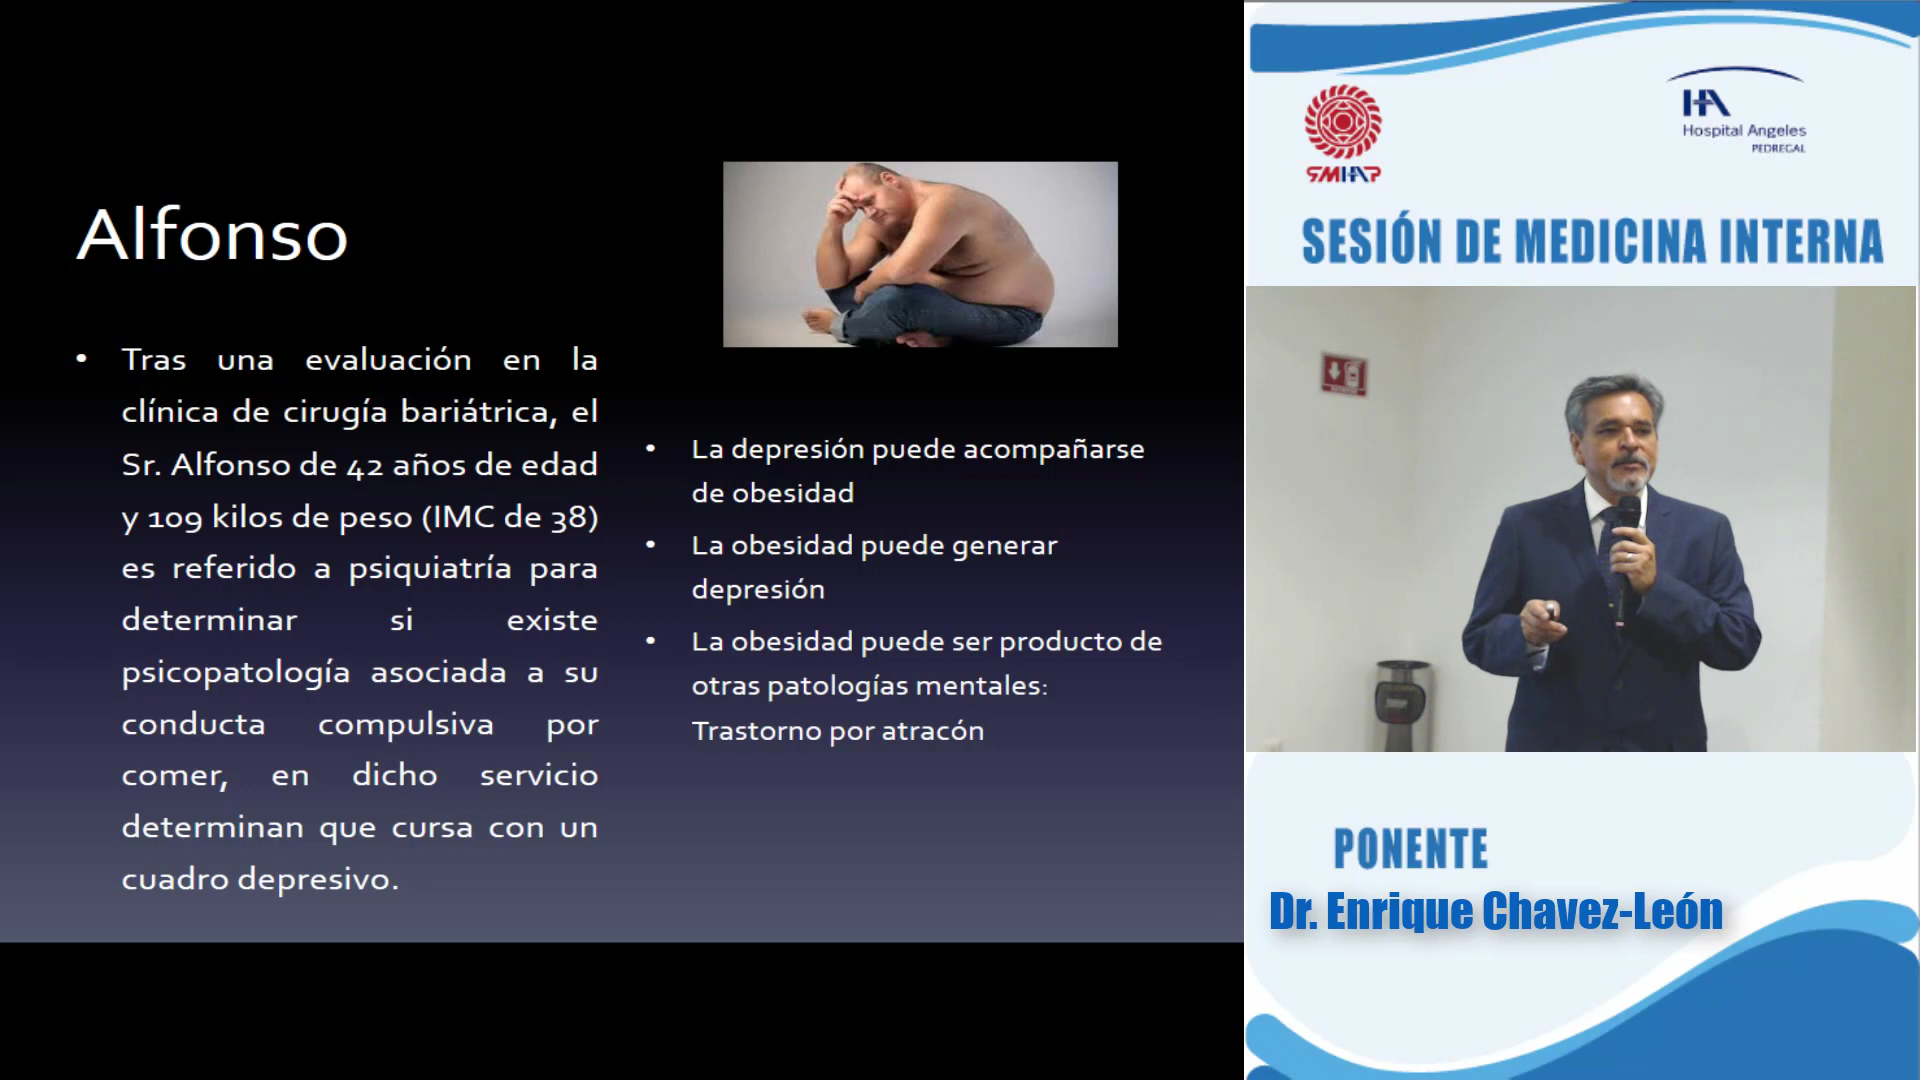 Alfonso
• Tras una evaluación en la
clínica de cirugía bariátrica, el
Sr. Alfonso de 42 años de edad
y 109 kilos de peso (IMC de 38)
es referido a psiquiatría para
determinar si existe
psicopatología asociada a su
conducta compulsiva por
comer, en dicho servicio
determinan que cursa con un
cuadro depresivo.
• La depresión puede acompañarse
de obesidad
• La obesidad puede generar
depresión
• La obesidad puede ser producto de
otras patologías mentales:
Trastorno por atracón
SMIHAP
HA
Hospital Angeles
PEDREGAL
SESIÓN DE MEDICINA INTERNA
PONENTE
Dr. Enrique Chavez-León